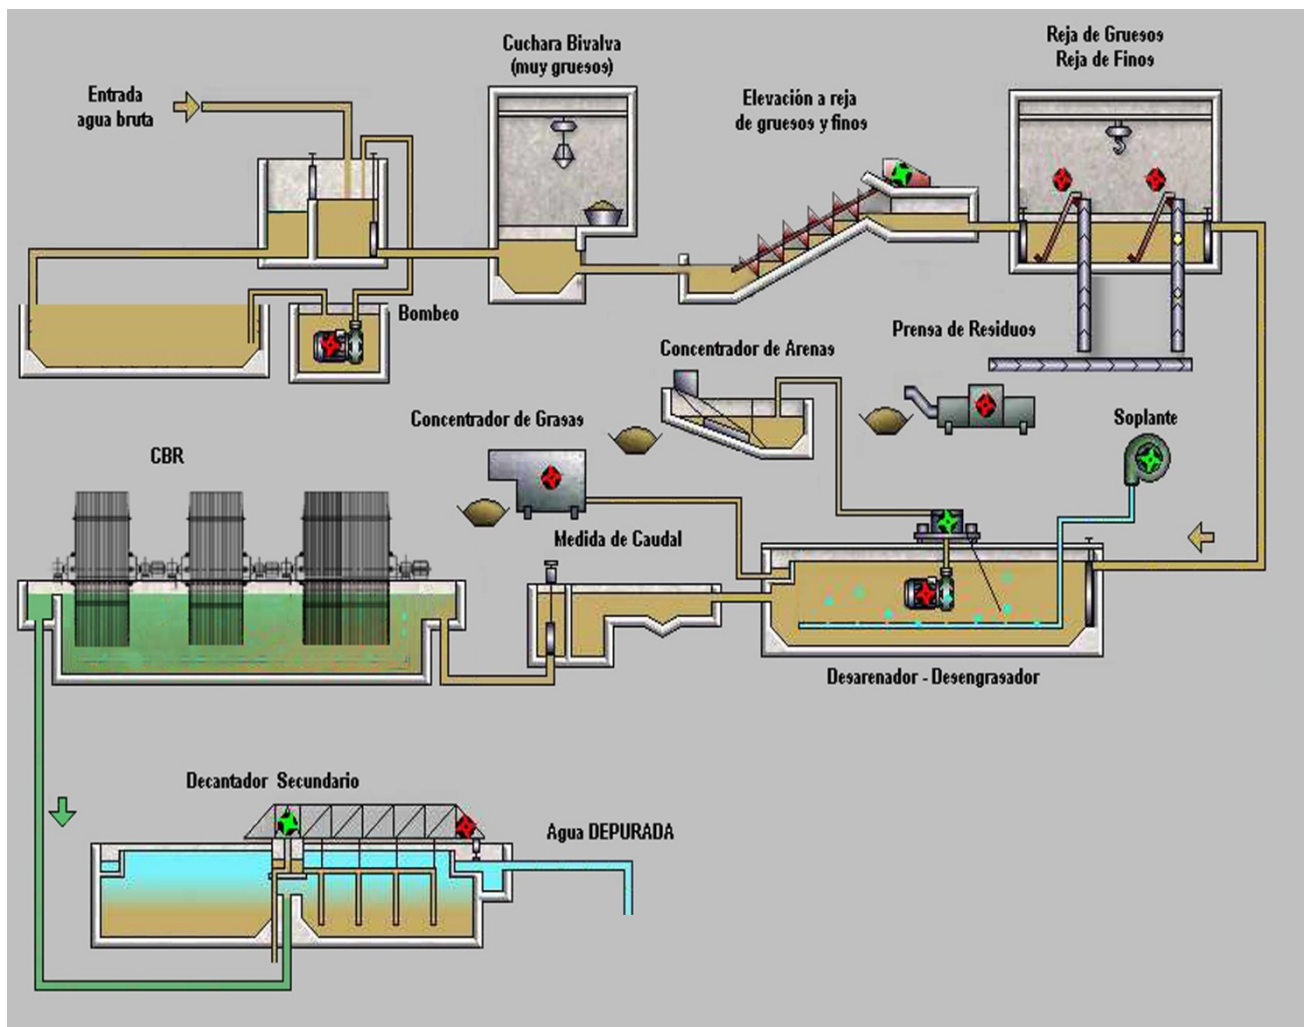 Entrada
agua bruta
Cuchara Bivalva
(muy gruesos)
Elevación a reja
de gruesos y finos
Reja de Gruesos
Reja de Finos
Bombeo
Concentrador de Arenas
Prensa de Residuos
Concentrador de Grasas
Soplante
CBR
Medida de Caudal
Desarenador - Desengrasador
Decantador Secundario
Agua DEPURADA